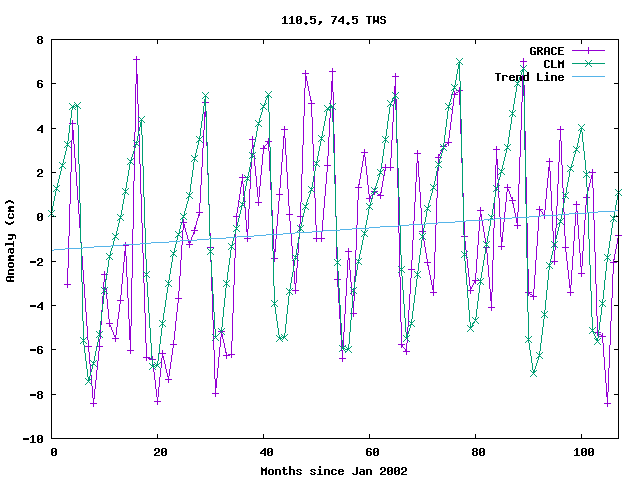 110.5, 74.5 TWS
GRACE
CLM
Trend Line
8
6
4
2
0
-2
-4
-6
-8
-10
Anomaly (cm)
0 20 40 60 80 100
Months since Jan 2002